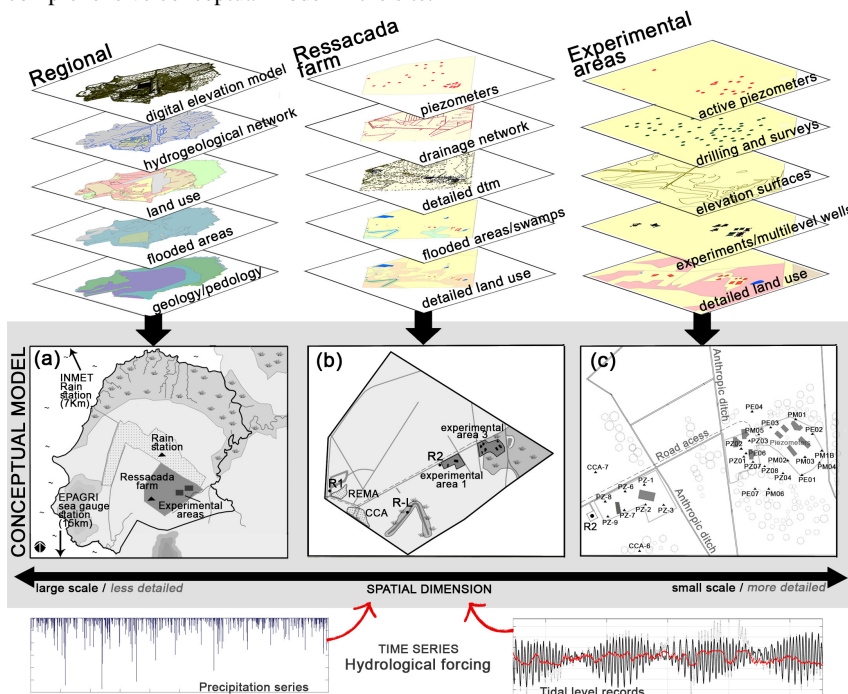 Regional
digital elevation model
hydrogeological network
land use
flooded areas
geology/pedology
Ressacada
farm
piezometers
drainage network
detailed dtm
flooded areas/swamps
detailed land use
Experimental
areas
active piezometers
drilling and surveys
elevation surfaces
experiments/multilevel wells
detailed land use
CONCEPTUAL MODEL
(a)
INMET
Rain
station
(7Km)
Rain
station
Ressacada
farm
Experimental
areas
EPAGRI
sea gauge
station
(15km)
(b)
experimental
area 3
R2
experimental
area 1
R1
REMA
R-L
CCA
(c)
Anthropic ditch
PE04
PM01
PE03
PM05
PE02
PZ02
PZ03
Piezometers
Road acess
PE06
PM1B
PZ01
PZ07
PM02
PM03
PM04
PZ08
PZ04
PE01
CCA-7
PZ-1
PZ-6
PE07
PM06
PZ-8
PZ-7
PZ-2
PZ-3
PZ-9
R2
Anthropic ditch
CCA-6
large scale / less detailed
SPATIAL DIMENSION
small scale / more detailed
Precipitation series
TIME SERIES
Hydrological forcing
Tidal level records